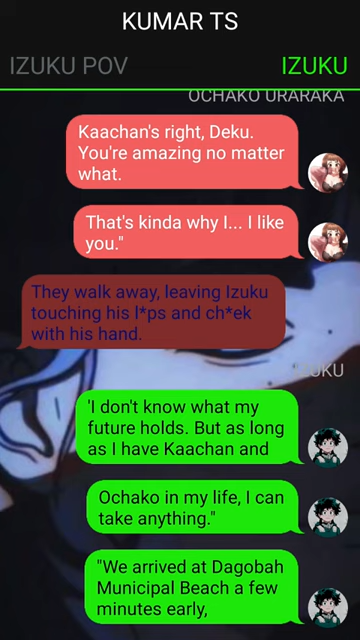 KUMAR TS
IZUKU POV
IZUKU
OCHAKO URARAKA
Kaachan's right, Deku.
You're amazing no matter
what.
That's kinda why I... I like
you."
They walk away, leaving Izuku
touching his l*ps and ch*ek
with his hand.
IZUKU
'I don't know what my
future holds. But as long
as I have Kaachan and
Ochako in my life, I can
take anything."
"We arrived at Dagobah
Municipal Beach a few
minutes early,